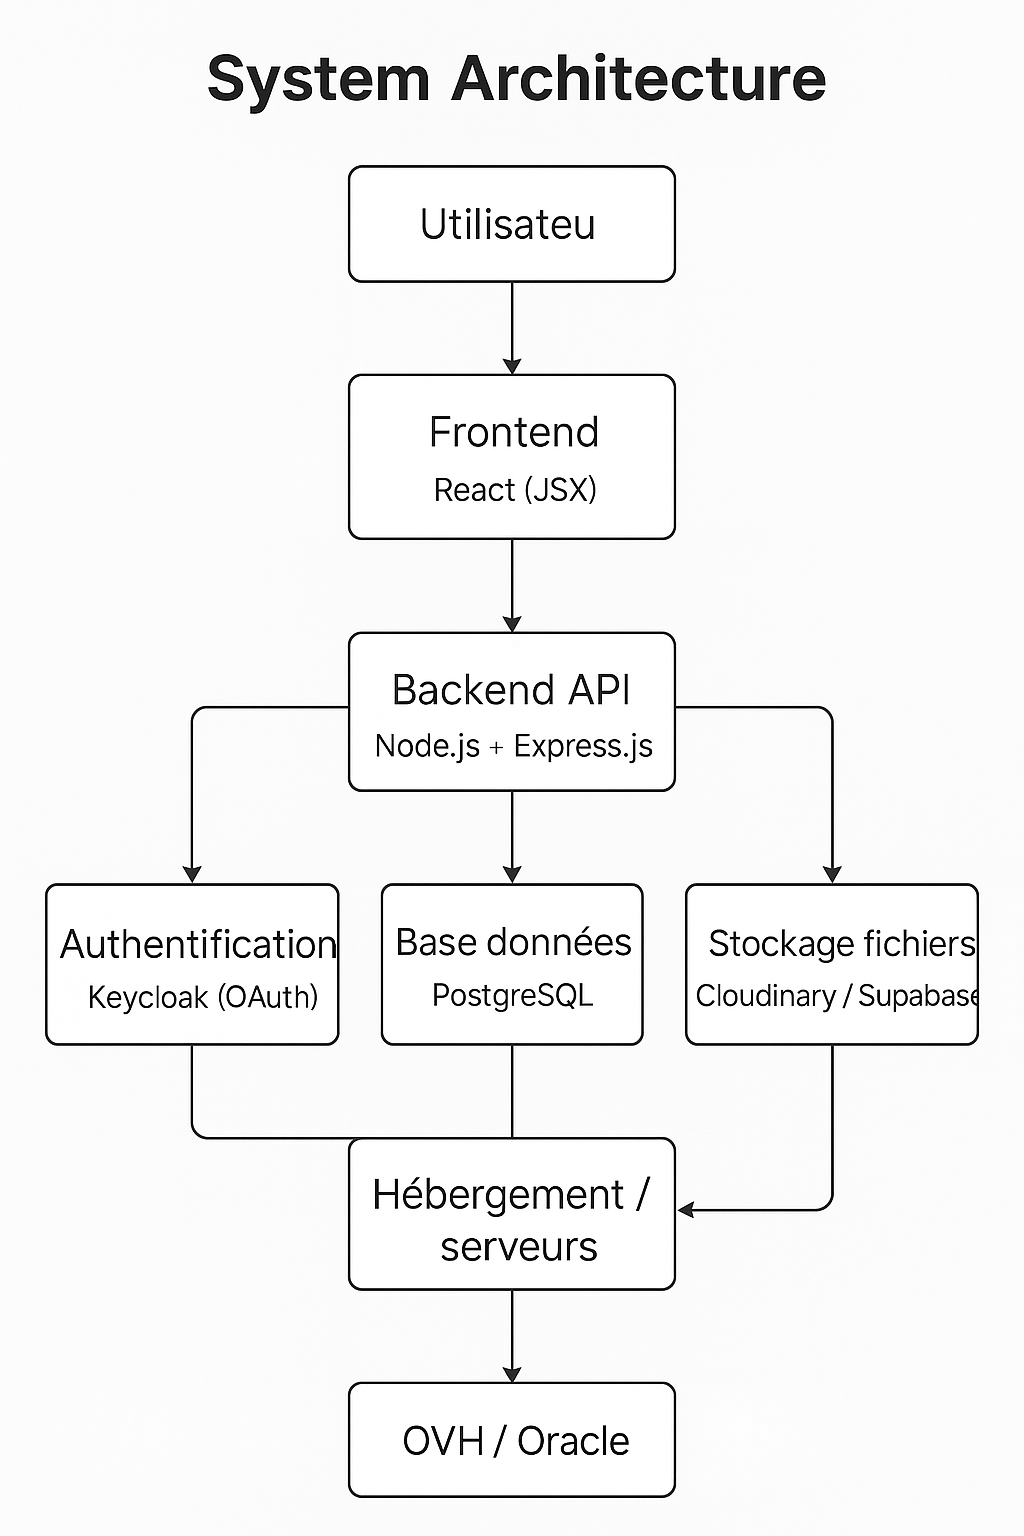 System Architecture
Utilisateu
Frontend
React (JSX)
Backend API
Node.js + Express.js
Authentification
Keycloak (OAuth)
Base données
PostgreSQL
Stockage fichiers
Cloudinary / Supabase
Hébergement /
serveurs
OVH / Oracle